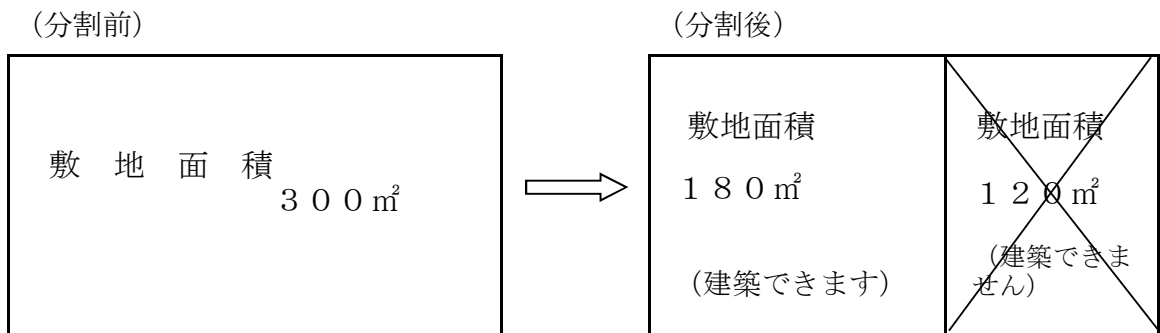 （分割前）
（分割後）
敷　地　面　積
３００㎡
敷地面積
１８０㎡
（建築できます）
敷地面積
１２０㎡
（建築できま
せん）